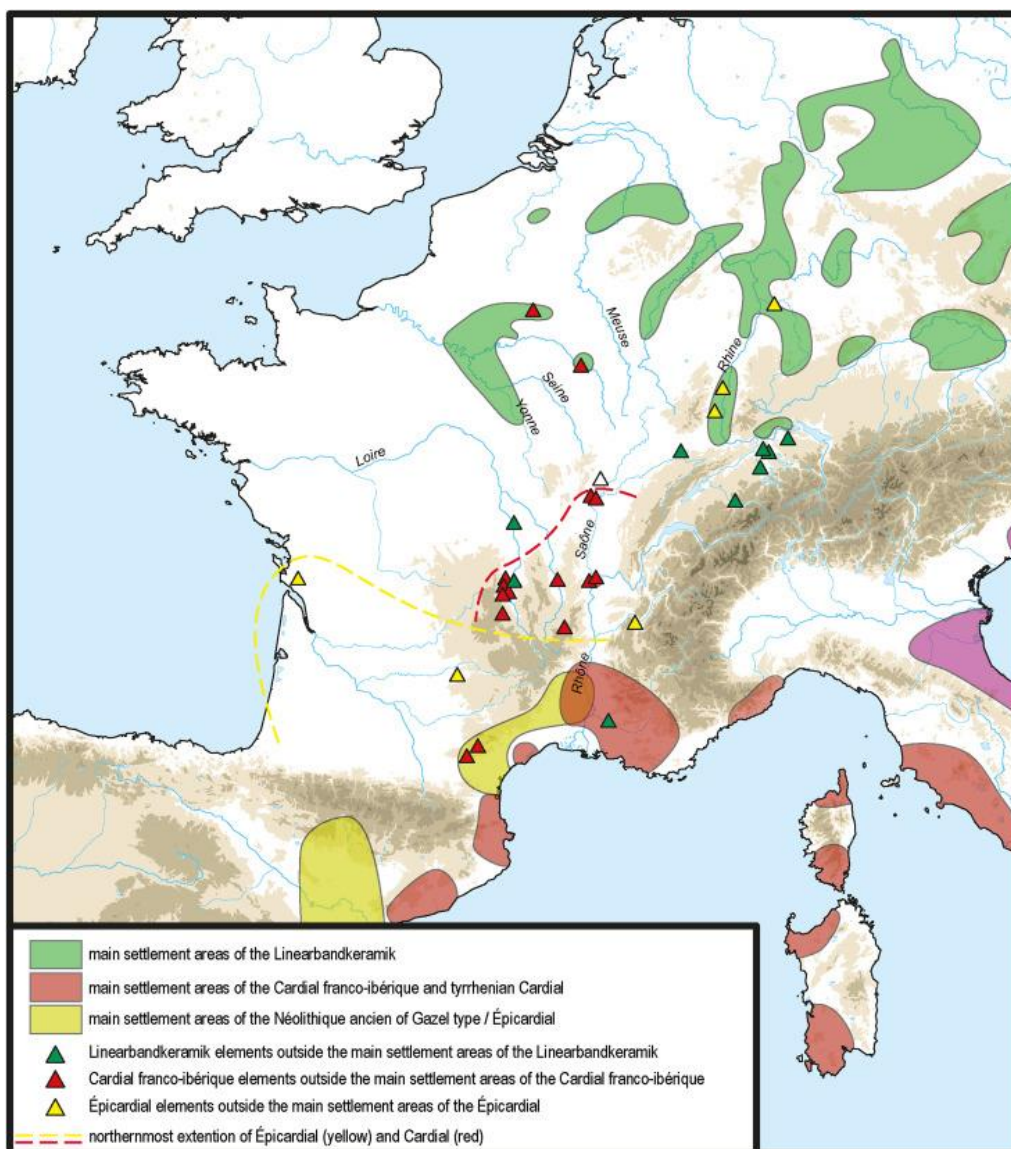 Meuse
Rhine
Seine
Yonne
Loire
Saône
Rhône
main settlement areas of the Linearbandkeramik
main settlement areas of the Cardial franco-ibérique and tyrrhenian Cardial
main settlement areas of the Néolithique ancien of Gazel type / Épicardial
Linearbandkeramik elements outside the main settlement areas of the Linearbandkeramik
Cardial franco-ibérique elements outside the main settlement areas of the Cardial franco-ibérique
Épicardial elements outside the main settlement areas of the Épicardial
northernmost extention of Épicardial (yellow) and Cardial (red)